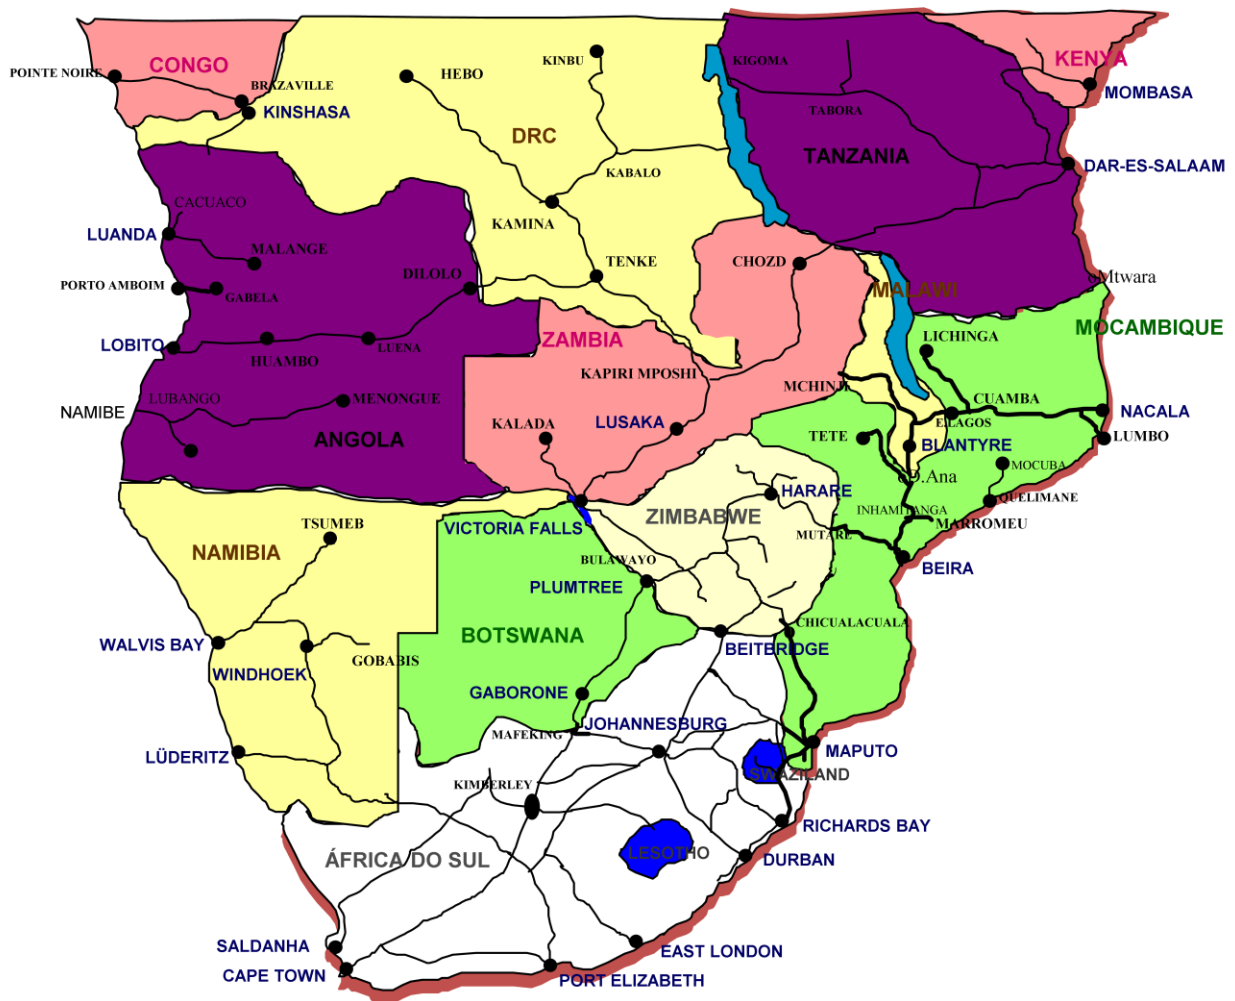 CONGO
KENYA
POINTE NOIRE
HEBO
KINBU
KIGOMA
BRAZAVILLE
MOMBASA
KINSHASA
TABORA
DRC
TANZANIA
DAR-ES-SALAAM
KABALO
CACUACO
LUANDA
KAMINA
MALANGE
TENKE
CHOZD
DILOLO
oMtwara
PORTO AMBOIM
GABELA
MALAWI
MOCAMBIQUE
ZAMBIA
LICHINGA
LOBITO
HUAMBO
LUENA
KAPIRI MPOSHI
MCHINJI
LUBANGO
MENONGUE
CUAMBA
NAMIBE
NACALA
KALADA
LUSAKA
E.LAGOS
ANGOLA
TETE
BLANTYRE
LUMBO
MOCUBA
oD.Ana
HARARE
QUELIMANE
INHAMITANGA
ZIMBABWE
TSUMEB
VICTORIA FALLS
MARROMEU
MUTARE
NAMIBIA
BULAWAYO
BEIRA
PLUMTREE
CHICUALACUALA
BOTSWANA
WALVIS BAY
BEITBRIDGE
GOBABIS
WINDHOEK
GABORONE
JOHANNESBURG
MAFEKING
MAPUTO
LÜDERITZ
SWAZILAND
KIMBERLEY
RICHARDS BAY
LESOTHO
ÁFRICA DO SUL
DURBAN
SALDANHA
EAST LONDON
CAPE TOWN
PORT ELIZABETH